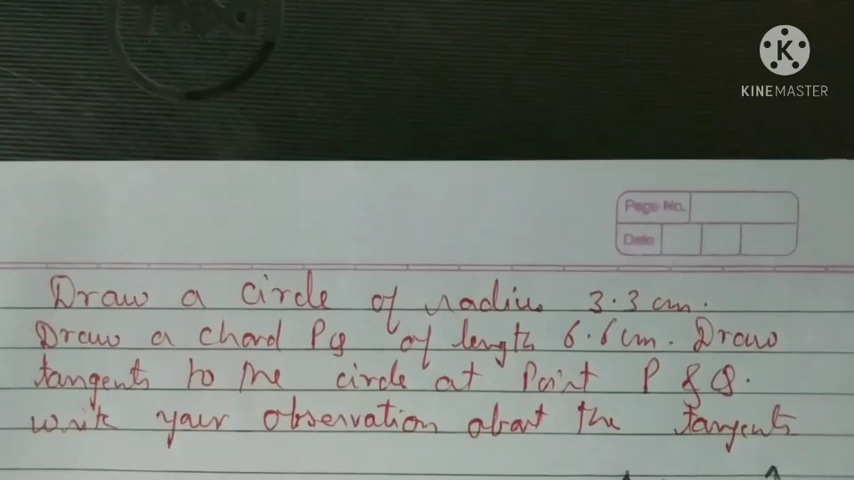 KINEMASTER
Page No.
Date
Draw a circle of radius 3.3 cm.
Draw a chord PQ of length 6.6 cm. Draw
tangents to the circle at Point P & Q.
write your observation about the tangents